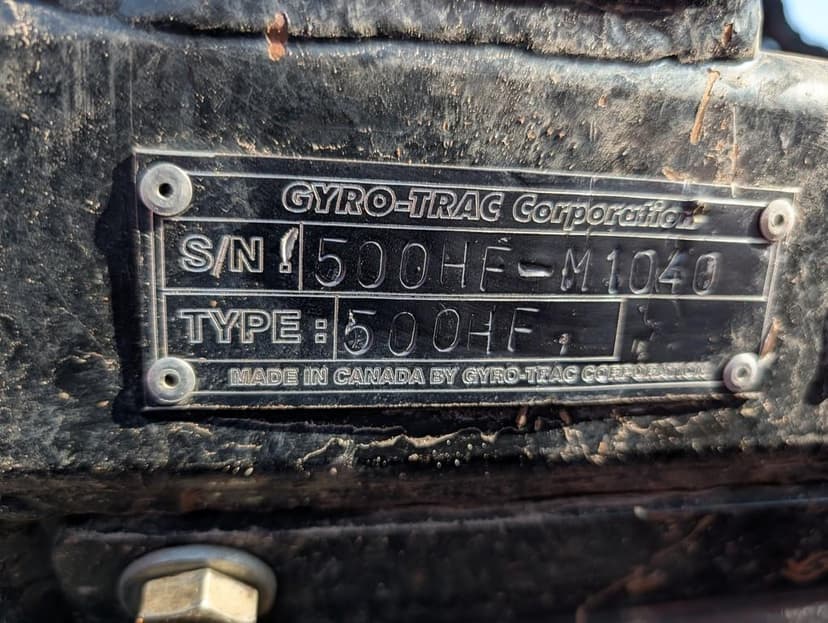 GYRO-TRAC Corporation
S/N : 500HF-M1040
TYPE: 500HF
MADE IN CANADA BY GYRO-TRAC CORPORATION